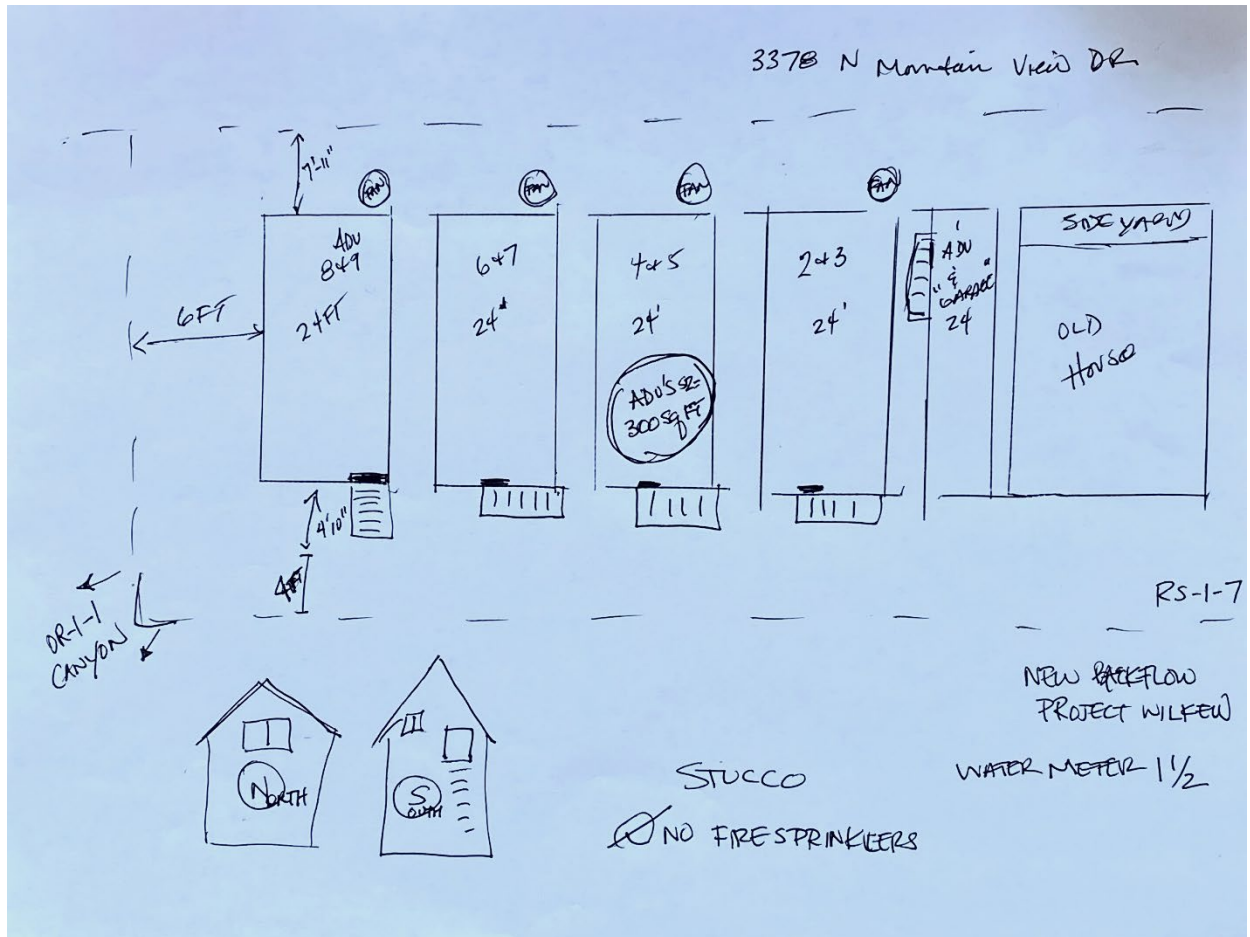 3378 N Mountain View DR
7'-11"
FAN
FAN
FAN
FAN
ADU
8+9
24FT
6+7
24"
4+5
24'
ADU'S
300 SQ FT
2+3
24'
1
ADU
&
"GARAGE"
24
SIDE YARD
OLD
HOUSE
6FT
4'10"
4FT
OR-1-1
CANYON
RS-1-7
NEW BACKFLOW
PROJECT
WATER METER 1 1/2
NORTH
SOUTH
STUCCO
NO FIRE SPRINKLERS